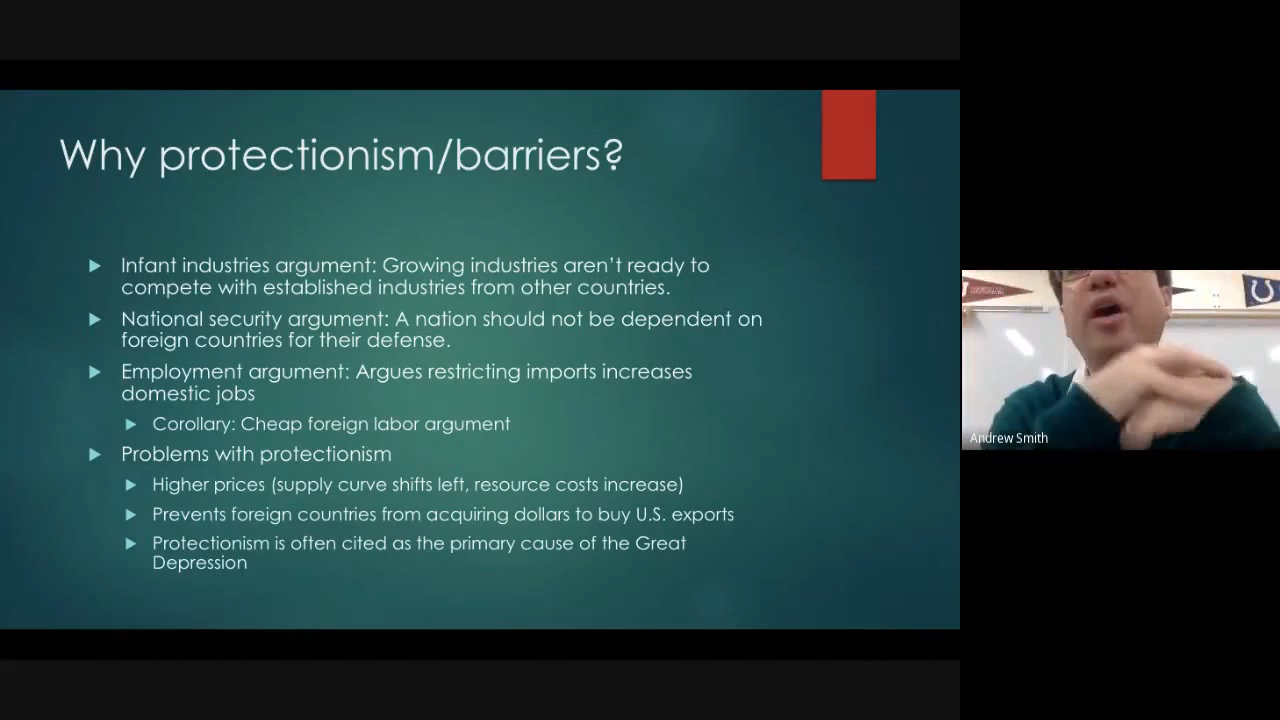 Why protectionism/barriers?
Infant industries argument: Growing industries aren't ready to
compete with established industries from other countries.
National security argument: A nation should not be dependent on
foreign countries for their defense.
Employment argument: Argues restricting imports increases
domestic jobs
Corollary: Cheap foreign labor argument
Problems with protectionism
Higher prices (supply curve shifts left, resource costs increase)
Prevents foreign countries from acquiring dollars to buy U.S. exports
Protectionism is often cited as the primary cause of the Great
Depression
Andrew Smith